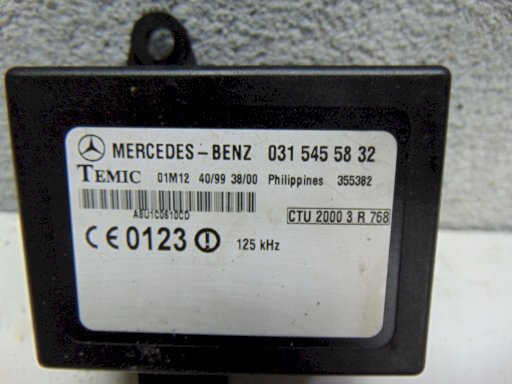 MERCEDES-BENZ 031 545 58 32
TEMIC 01M12 40/99 38/00 Philippines 355382
A8U1C0610CD
CTU 2000 3 R 768
CE0123 125 kHz